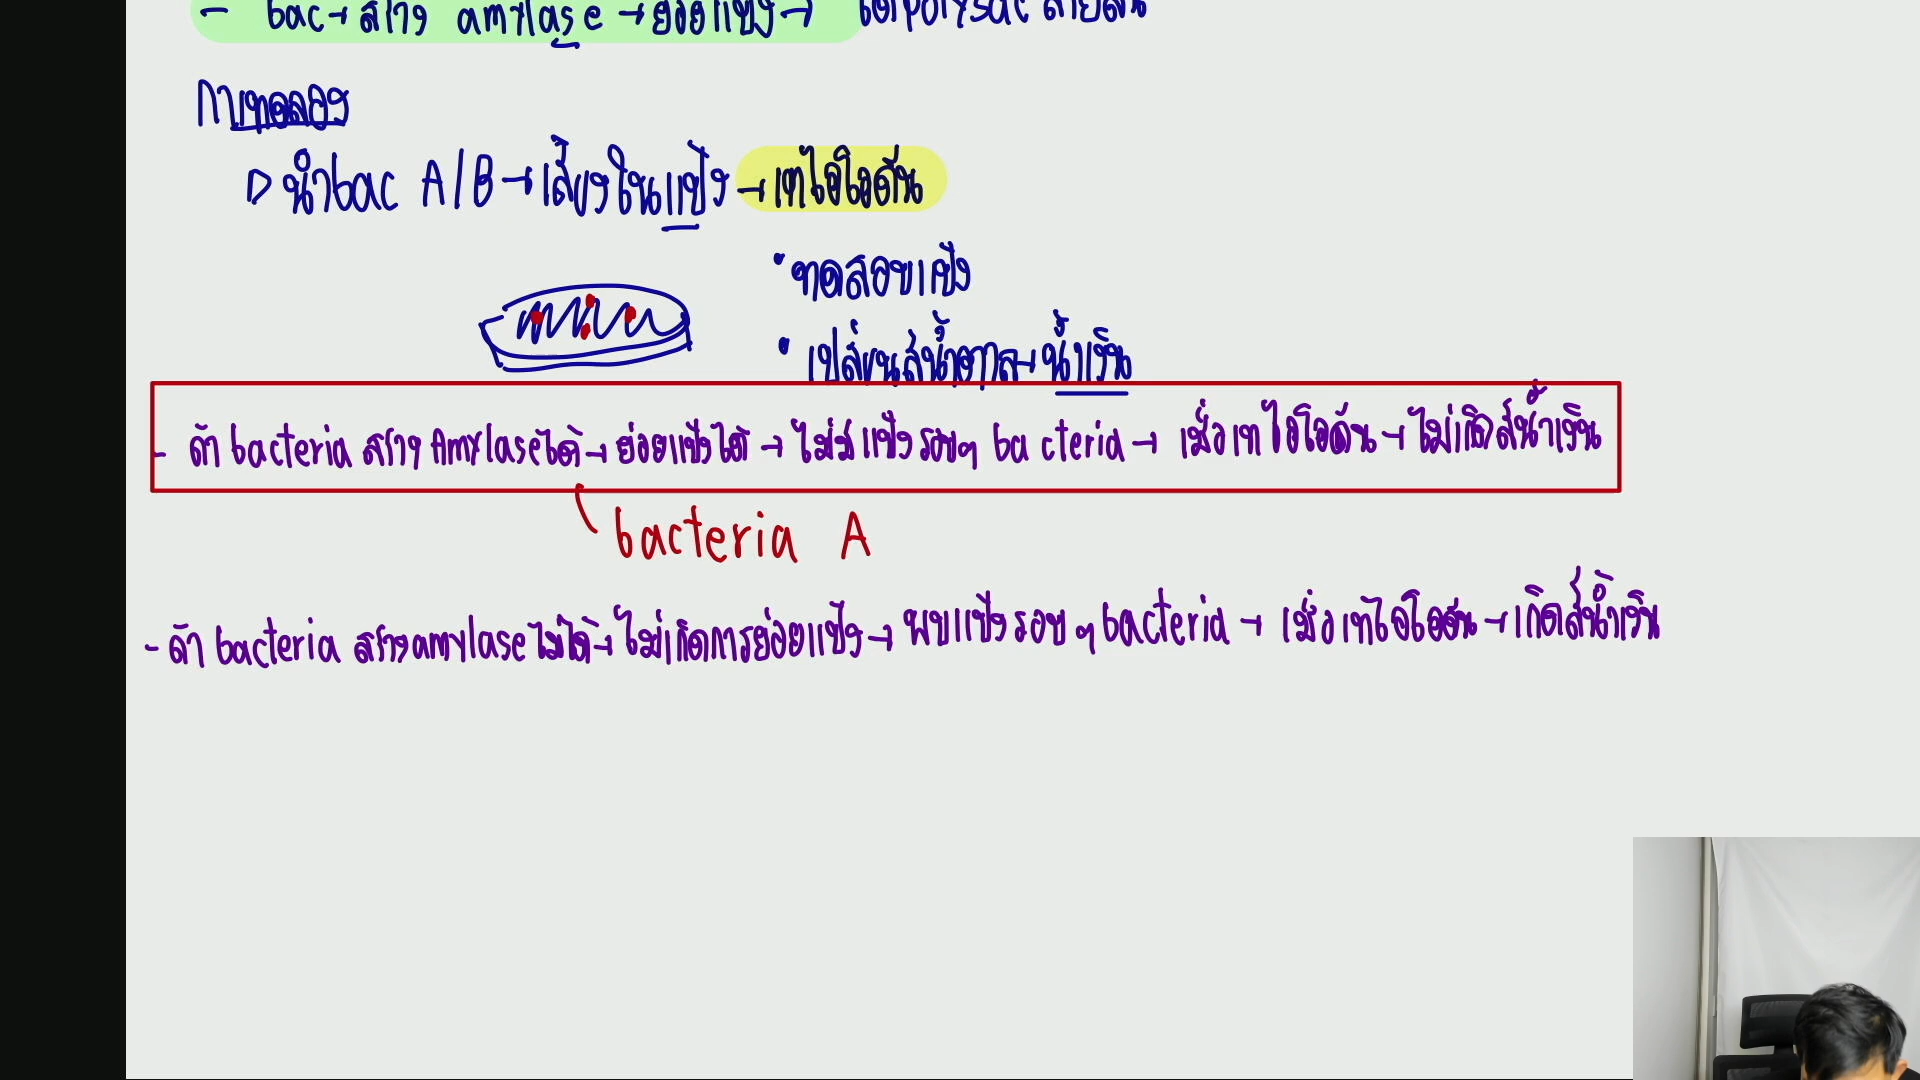 - bac → สร้าง amylase → ย่อยแป้ง → ได้ polysac สายสั้น
การทดลอง
▷ นำ bac A/B → เลี้ยงในแป้ง → เทไอโอดีน
• ทดสอบแป้ง
• เปลี่ยนสีน้ำตาล → น้ำเงิน
- ถ้า bacteria สร้าง Amylase ได้ → ย่อยแป้งได้ → ไม่มีแป้งรอบๆ bacteria → เมื่อเทไอโอดีน → ไม่เกิดสีน้ำเงิน
bacteria A
- ถ้า bacteria สร้าง amylase ไม่ได้ → ไม่เกิดการย่อยแป้ง → พบแป้งรอบๆ bacteria → เมื่อเทไอโอดีน → เกิดสีน้ำเงิน